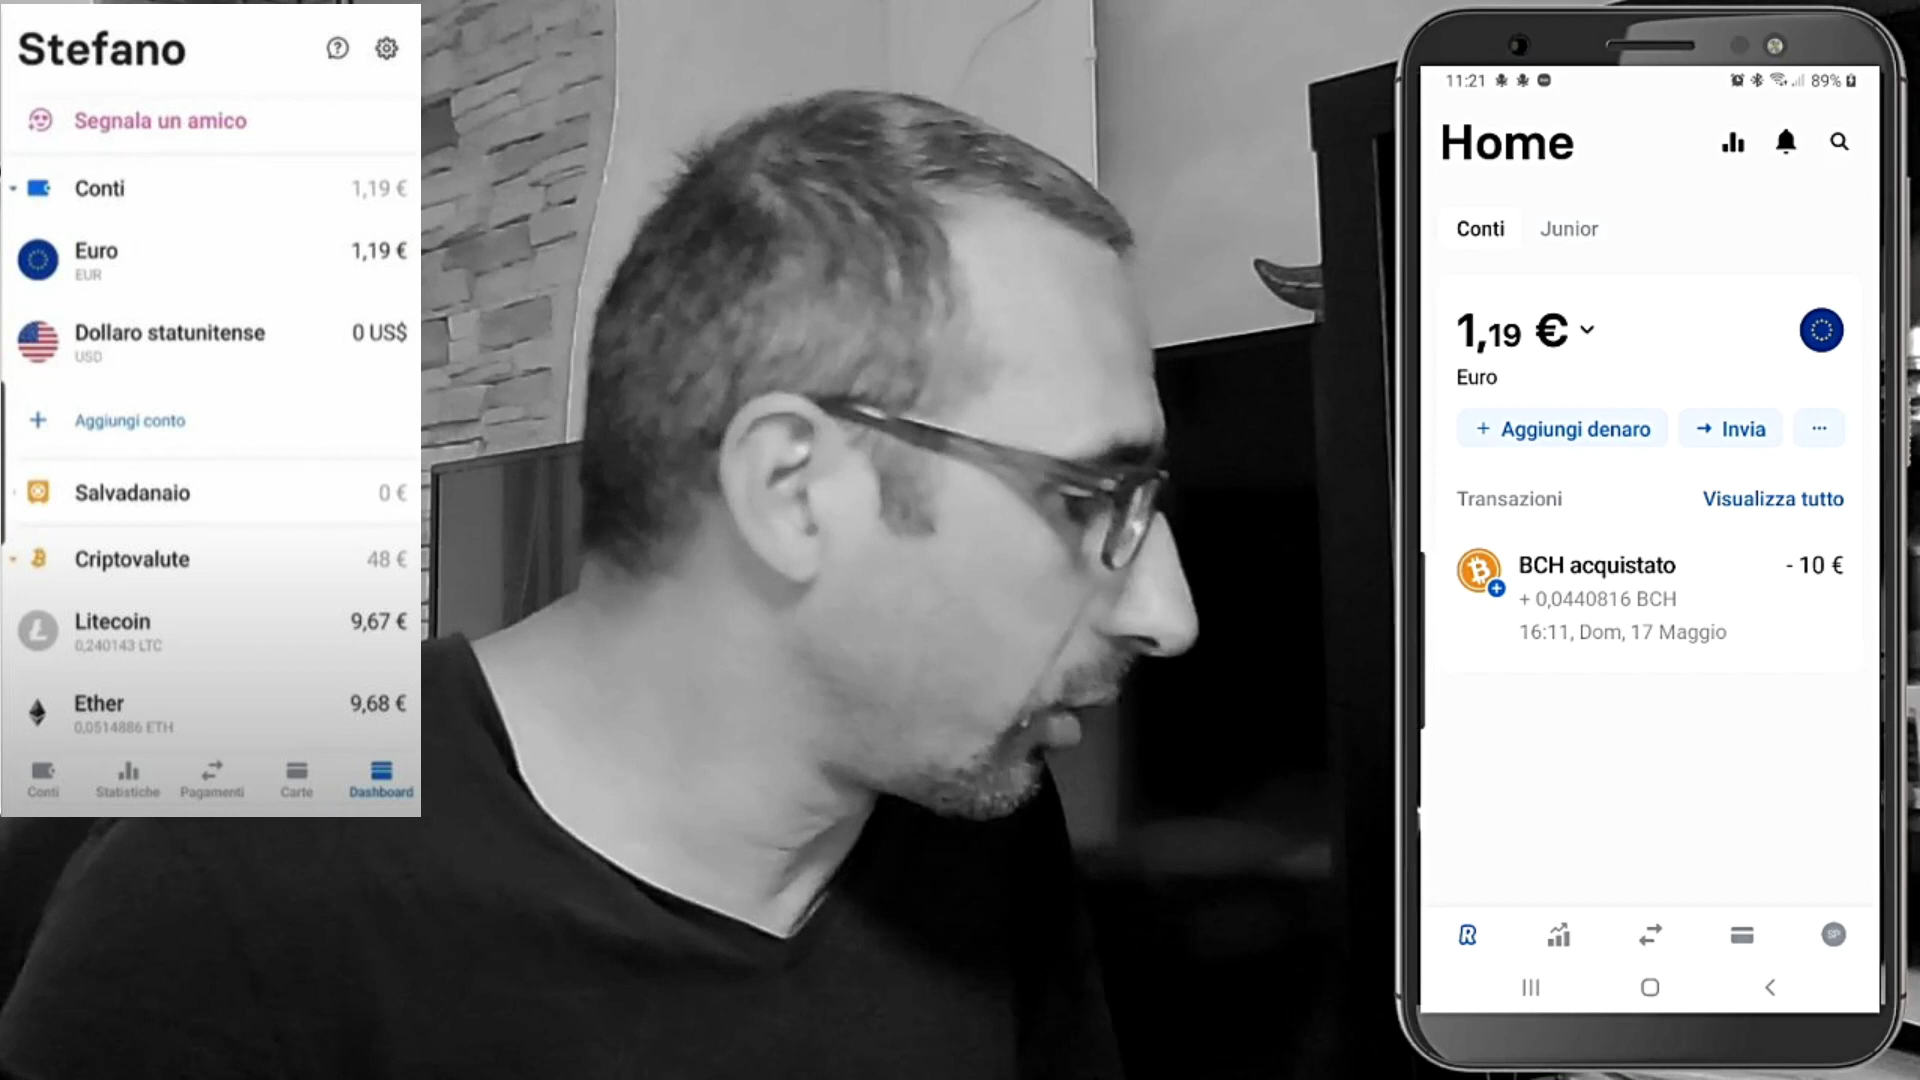 Stefano
Segnala un amico
Conti
1,19 €
Euro
1,19 €
EUR
Dollaro statunitense
0 US$
USD
+ Aggiungi conto
Salvadanaio
0 €
Criptovalute
48 €
Litecoin
9,67 €
0,240143 LTC
Ether
9,68 €
0,0514886 ETH
Conti
Statistiche
Pagamenti
Carte
Dashboard
11:21
89%
Home
Conti
Junior
1,19 €
Euro
+ Aggiungi denaro
→ Invia
...
Transazioni
Visualizza tutto
BCH acquistato
- 10 €
+ 0,0440816 BCH
16:11, Dom, 17 Maggio
R
SP